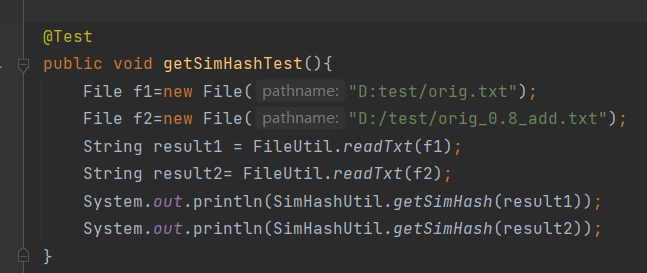 @Test
public void getSimHashTest(){
File f1=new File( pathname: "D:test/orig.txt");
File f2=new File( pathname: "D:/test/orig_0.8_add.txt");
String result1 = FileUtil.readTxt(f1);
String result2= FileUtil.readTxt(f2);
System.out.println(SimHashUtil.getSimHash(result1));
System.out.println(SimHashUtil.getSimHash(result2));
}